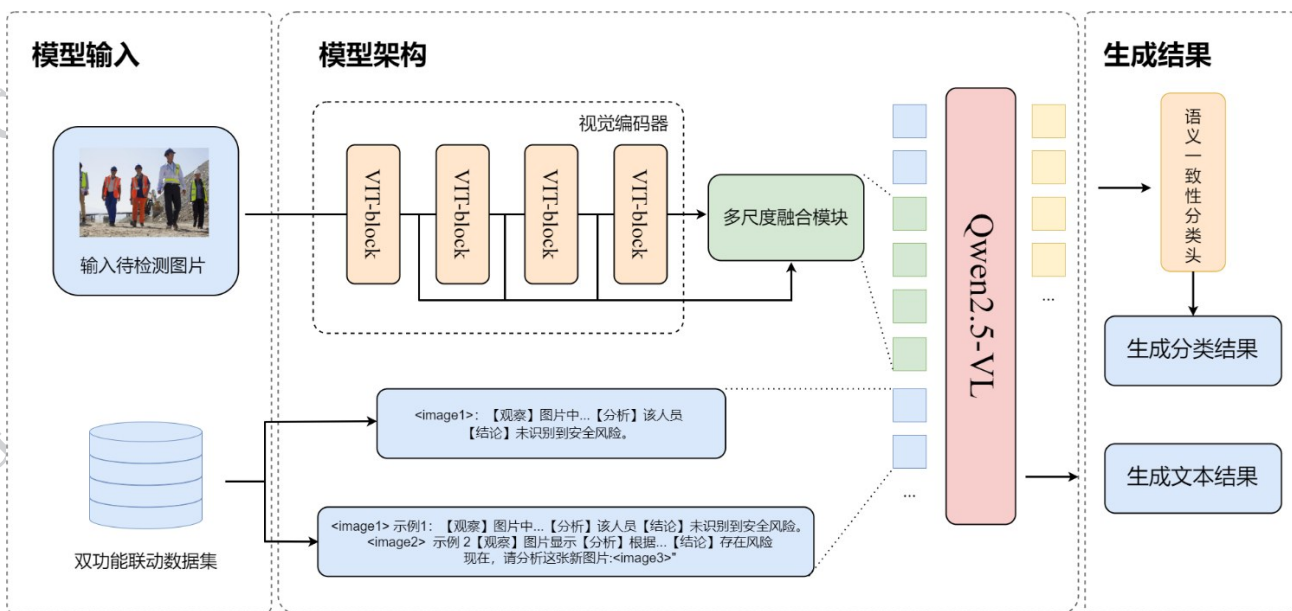 模型输入
输入待检测图片
双功能联动数据集
模型架构
视觉编码器
VIT-block
VIT-block
VIT-block
VIT-block
多尺度融合模块
<image1>：【观察】图片中...【分析】该人员
【结论】未识别到安全风险。
<image1> 示例1：【观察】图片中...【分析】该人员【结论】未识别到安全风险。
<image2> 示例 2【观察】图片显示【分析】根据...【结论】存在风险
现在，请分析这张新图片:<image3>"
...
Qwen2.5-VL
...
生成结果
语义一致性分类头
生成分类结果
生成文本结果